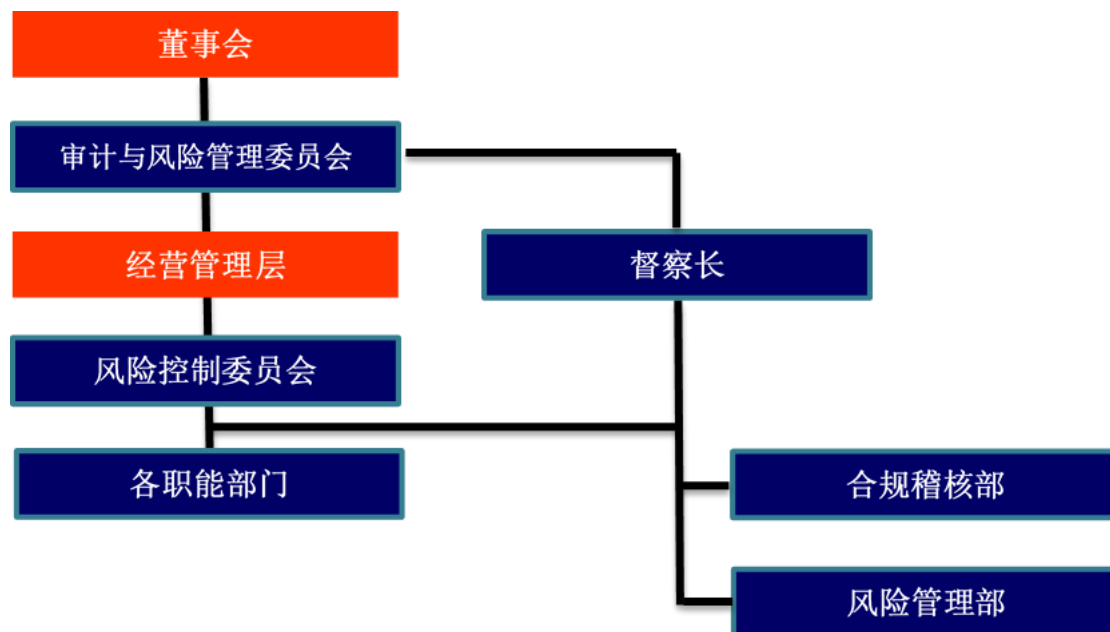 董事会
审计与风险管理委员会
经营管理层
督察长
风险控制委员会
各职能部门
合规稽核部
风险管理部